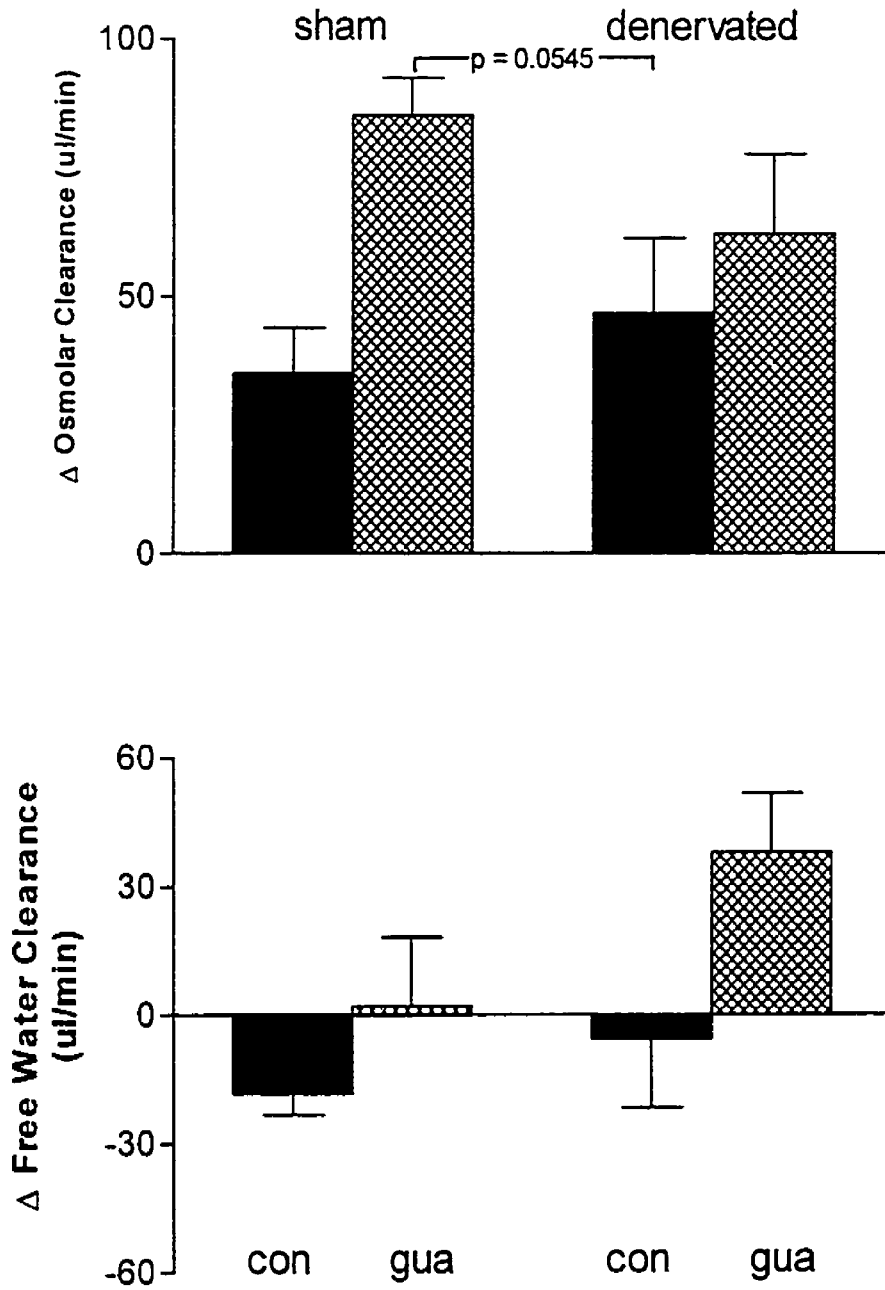 sham denervated
p = 0.0545
100
50
0
Δ Osmolar Clearance (ul/min)
60
30
0
-30
-60
Δ Free Water Clearance
(ul/min)
con gua con gua